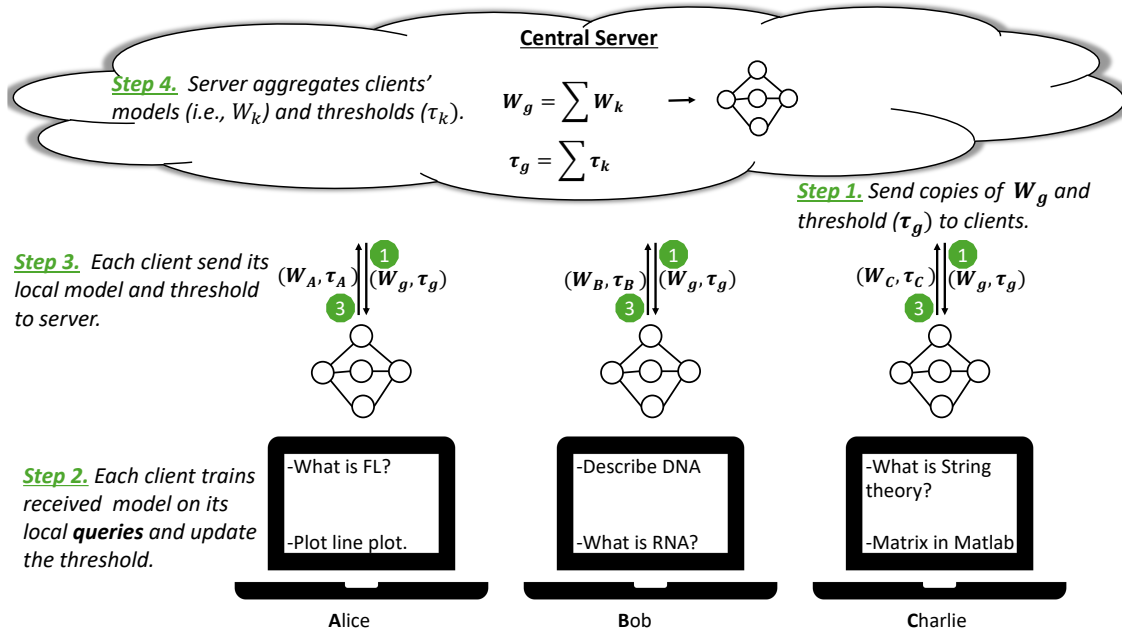 Central Server
Step 4. Server aggregates clients'
models (i.e., W_k) and thresholds (τ_k).
W_g = ∑ W_k
τ_g = ∑ τ_k
Step 1. Send copies of W_g and
threshold (τ_g) to clients.
Step 3. Each client send its
local model and threshold
to server.
1
(W_A, τ_A) (W_g, τ_g)
3
1
(W_B, τ_B) (W_g, τ_g)
3
1
(W_C, τ_C) (W_g, τ_g)
3
Step 2. Each client trains
received model on its
local queries and update
the threshold.
-What is FL?
-Plot line plot.
-Describe DNA
-What is RNA?
-What is String
theory?
-Matrix in Matlab
Alice
Bob
Charlie